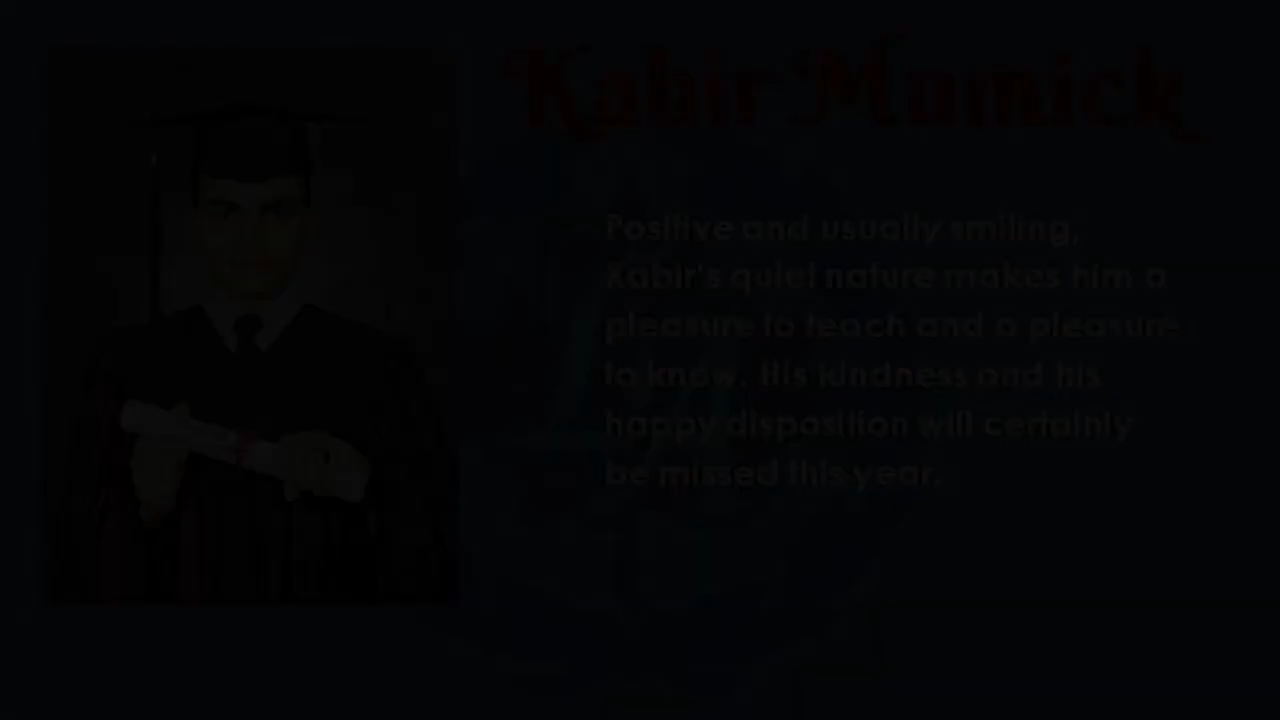 Kabir Mumick
Positive and usually smiling,
Kabir's quiet nature makes him a
pleasure to teach and a pleasure
to know. His kindness and his
happy disposition will certainly
be missed this year.